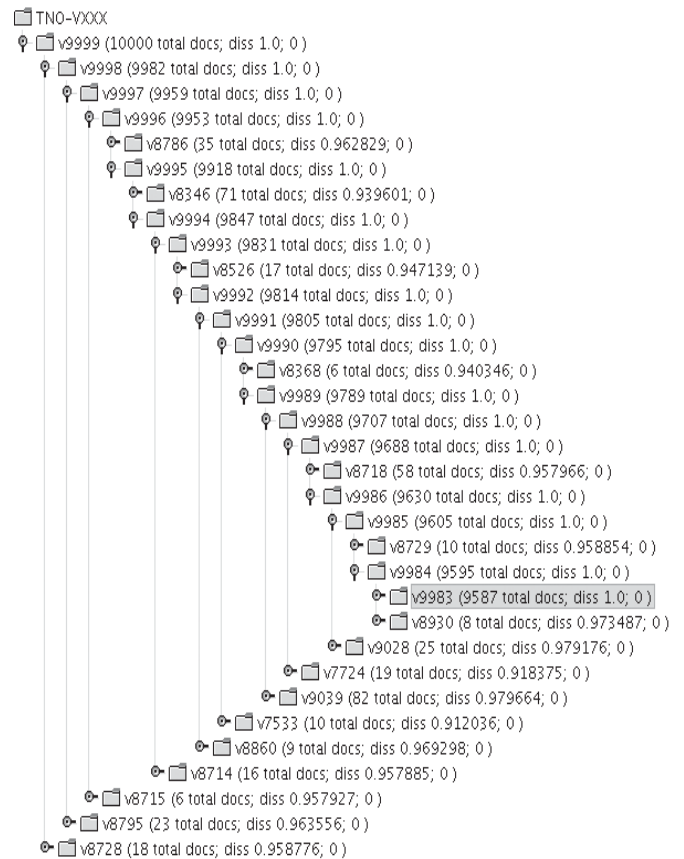 TNO-VXXX
v9999 (10000 total docs; diss 1.0; 0 )
v9998 (9982 total docs; diss 1.0; 0 )
v9997 (9959 total docs; diss 1.0; 0 )
v9996 (9953 total docs; diss 1.0; 0 )
v8786 (35 total docs; diss 0.962829; 0 )
v9995 (9918 total docs; diss 1.0; 0 )
v8346 (71 total docs; diss 0.939601; 0 )
v9994 (9847 total docs; diss 1.0; 0 )
v9993 (9831 total docs; diss 1.0; 0 )
v8526 (17 total docs; diss 0.947139; 0 )
v9992 (9814 total docs; diss 1.0; 0 )
v9991 (9805 total docs; diss 1.0; 0 )
v9990 (9795 total docs; diss 1.0; 0 )
v8368 (6 total docs; diss 0.940346; 0 )
v9989 (9789 total docs; diss 1.0; 0 )
v9988 (9707 total docs; diss 1.0; 0 )
v9987 (9688 total docs; diss 1.0; 0 )
v8718 (58 total docs; diss 0.957966; 0 )
v9986 (9630 total docs; diss 1.0; 0 )
v9985 (9605 total docs; diss 1.0; 0 )
v8729 (10 total docs; diss 0.958854; 0 )
v9984 (9595 total docs; diss 1.0; 0 )
v9983 (9587 total docs; diss 1.0; 0 )
v8930 (8 total docs; diss 0.973487; 0 )
v9028 (25 total docs; diss 0.979176; 0 )
v7724 (19 total docs; diss 0.918375; 0 )
v9039 (82 total docs; diss 0.979664; 0 )
v7533 (10 total docs; diss 0.912036; 0 )
v8860 (9 total docs; diss 0.969298; 0 )
v8714 (16 total docs; diss 0.957885; 0 )
v8715 (6 total docs; diss 0.957927; 0 )
v8795 (23 total docs; diss 0.963556; 0 )
v8728 (18 total docs; diss 0.958776; 0 )